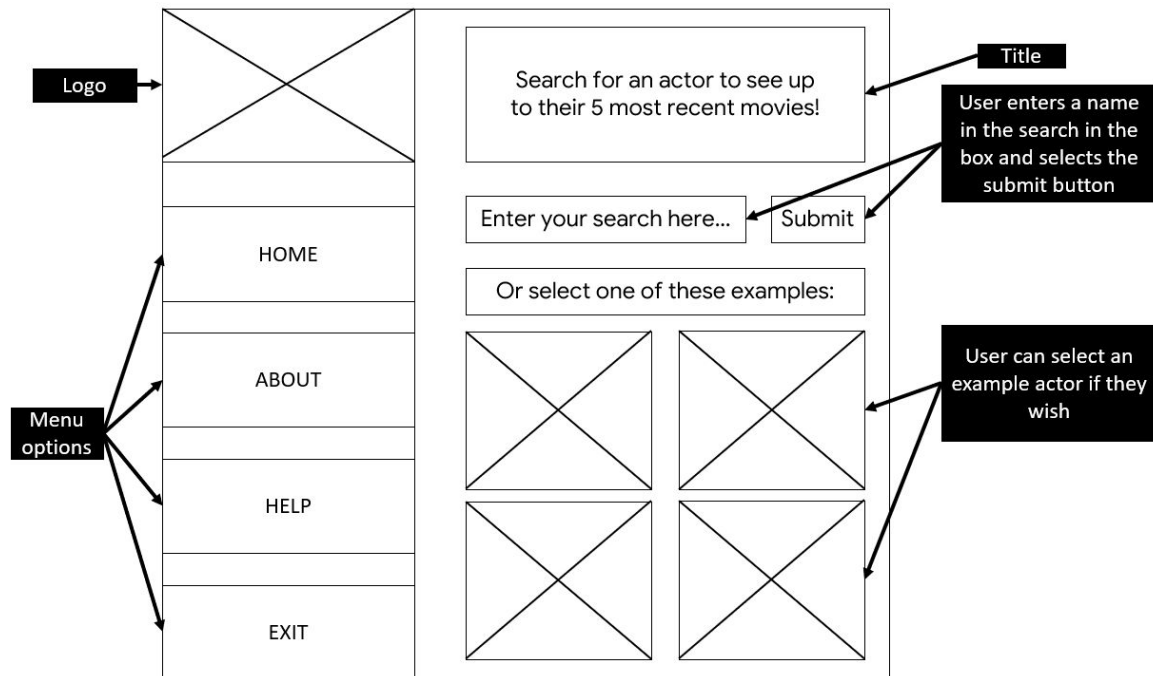 Logo
Search for an actor to see up
to their 5 most recent movies!
Title
User enters a name
in the search in the
box and selects the
submit button
Enter your search here...
Submit
HOME
Or select one of these examples:
ABOUT
User can select an
example actor if they
wish
Menu
options
HELP
EXIT